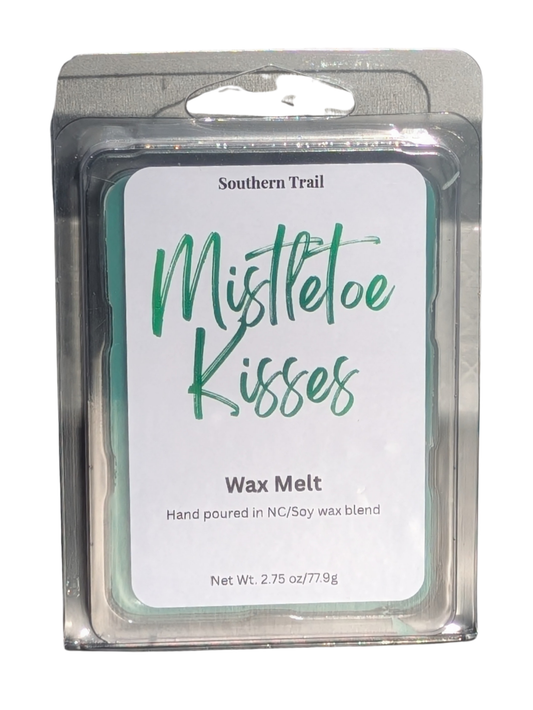 Southern Trail
Mistletoe
Kisses
Wax Melt
Hand poured in NC/Soy wax blend
Net Wt. 2.75 oz/77.9g